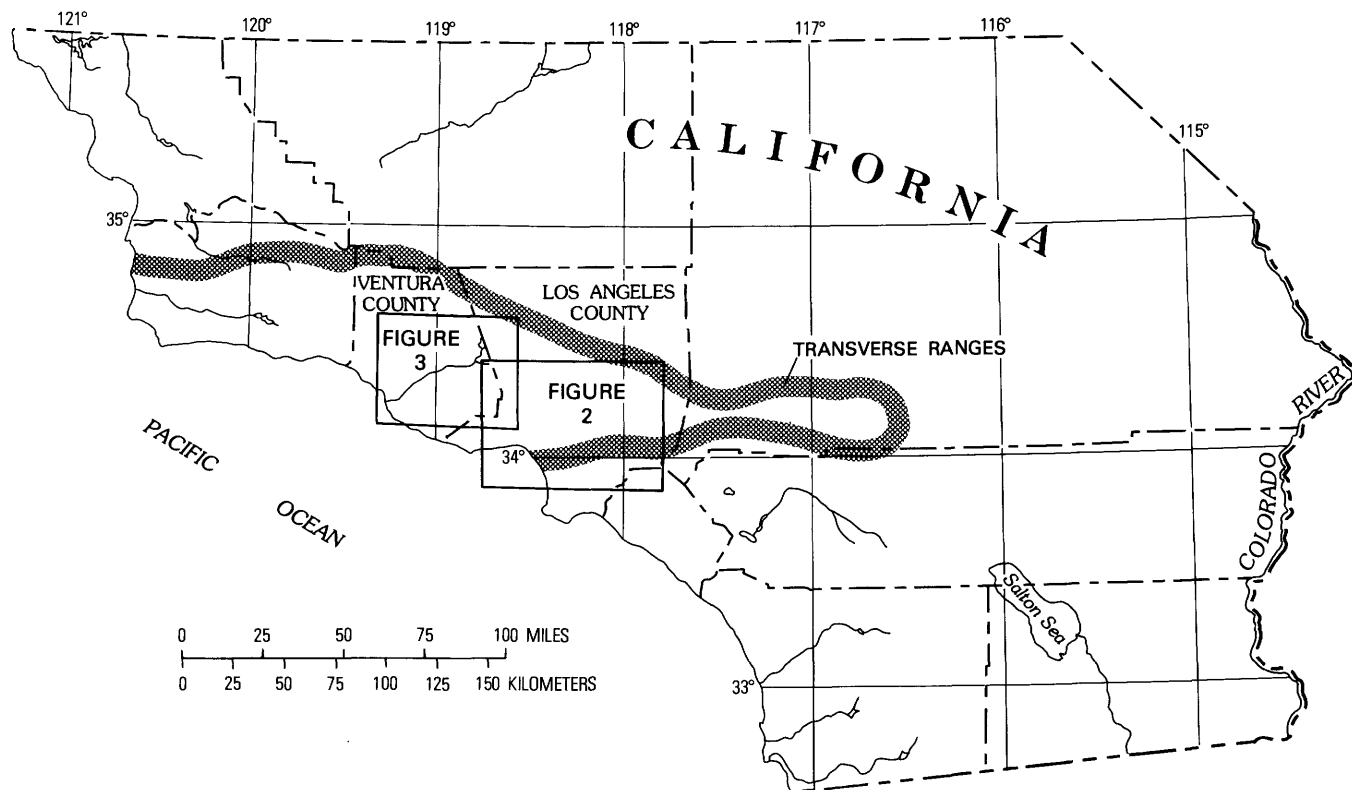 121°
120°
119°
118°
117°
116°
115°
CALIFORNIA
35°
VENTURA
COUNTY
LOS ANGELES
COUNTY
FIGURE
3
TRANSVERSE RANGES
FIGURE
2
RIVER
COLORADO
34°
PACIFIC
OCEAN
Salton Sea
0 25 50 75 100 MILES
0 25 50 75 100 125 150 KILOMETERS
33°